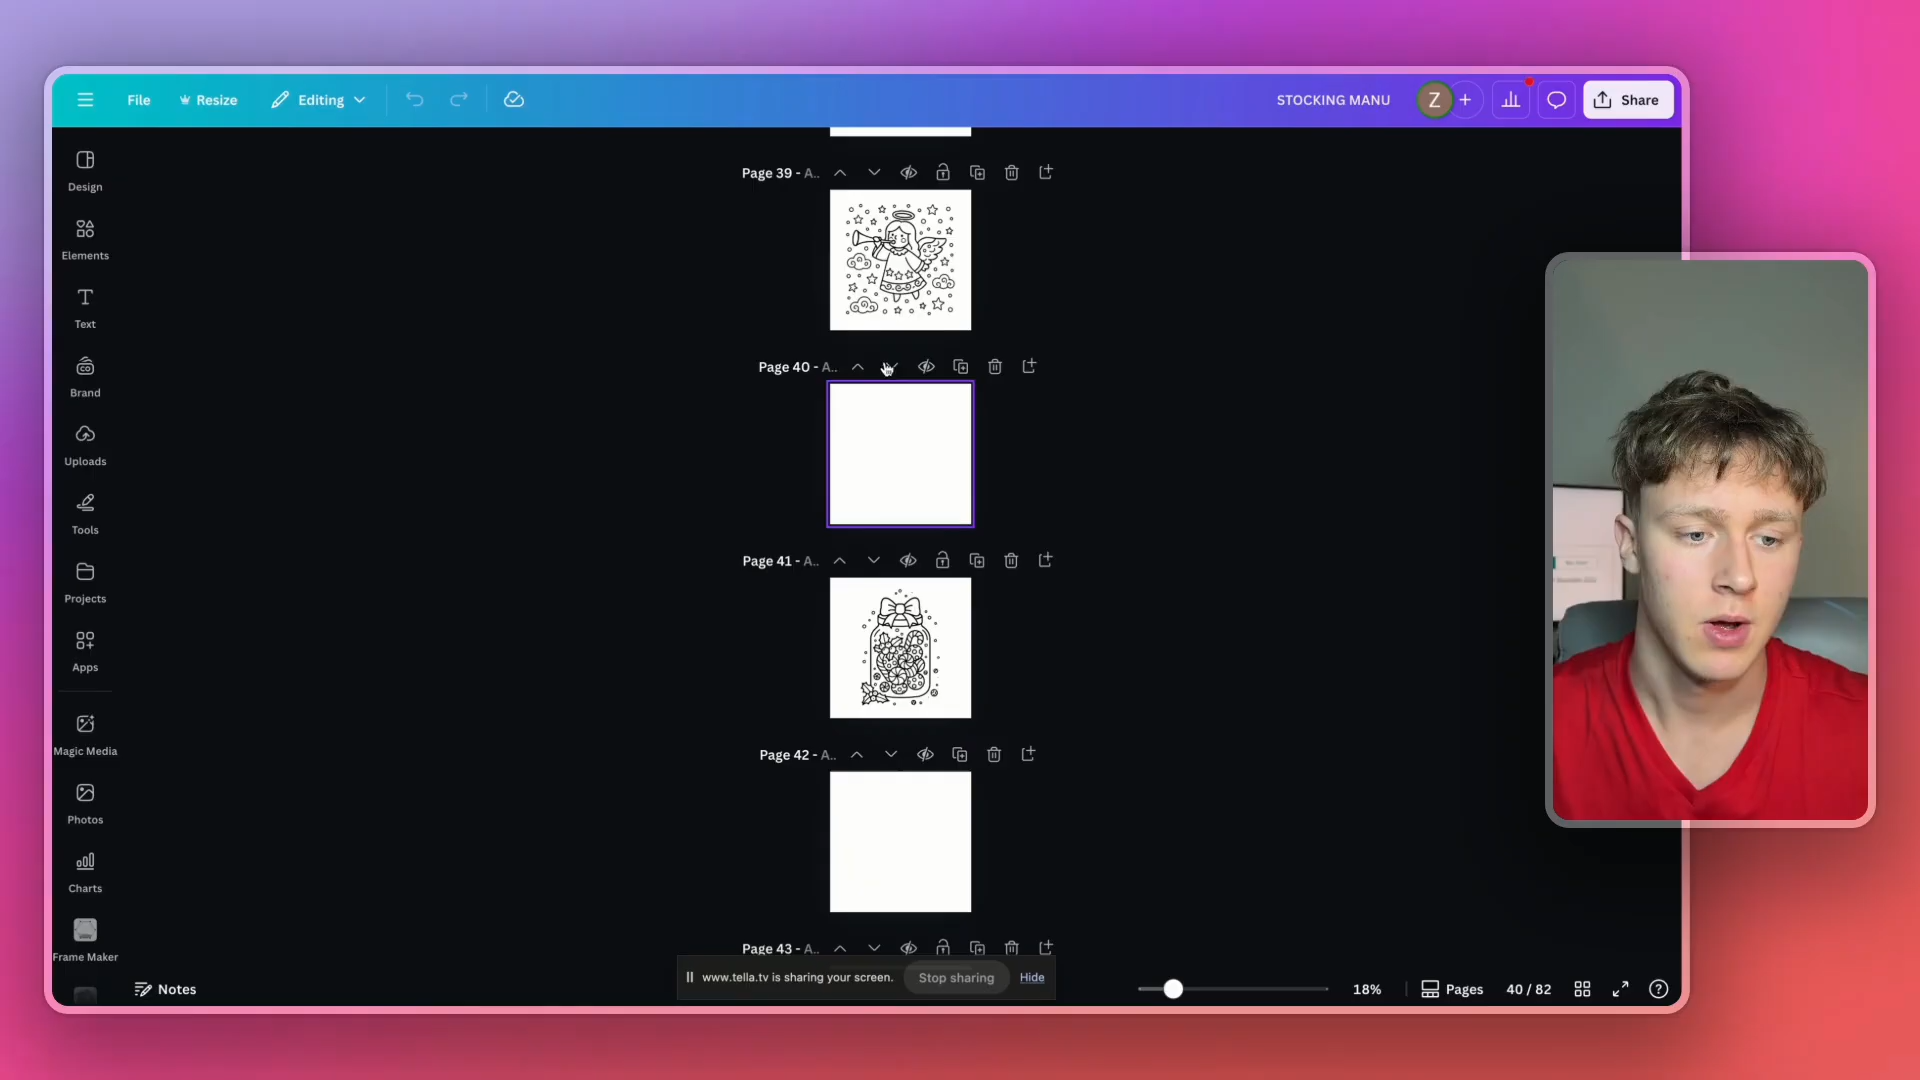 File
Resize
Editing
STOCKING MANU
Z
Share
Design
Elements
Text
Brand
Uploads
Tools
Projects
Apps
Magic Media
Photos
Charts
Frame Maker
Page 39 - A..
Page 40 - A..
Page 41 - A..
Page 42 - A..
Page 43 - A..
www.tella.tv is sharing your screen.
Stop sharing
Hide
Notes
18%
Pages
40 / 82